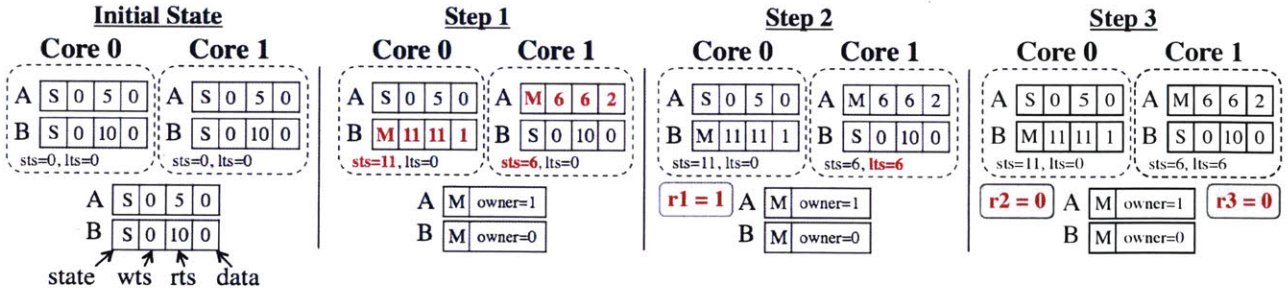 Initial State
Core 0 Core 1
A S 0 5 0 A S 0 5 0
B S 0 10 0 B S 0 10 0
sts=0, lts=0 sts=0, lts=0
A S 0 5 0
B S 0 10 0
state wts rts data
Step 1
Core 0 Core 1
A S 0 5 0 A M 6 6 2
B M 11 11 1 B S 0 10 0
sts=11, lts=0 sts=6, lts=0
A M owner=1
B M owner=0
Step 2
Core 0 Core 1
A S 0 5 0 A M 6 6 2
B M 11 11 1 B S 0 10 0
sts=11, lts=0 sts=6, lts=6
r1 = 1 A M owner=1
B M owner=0
Step 3
Core 0 Core 1
A S 0 5 0 A M 6 6 2
B M 11 11 1 B S 0 10 0
sts=11, lts=0 sts=6, lts=6
r2 = 0 A M owner=1 r3 = 0
B M owner=0